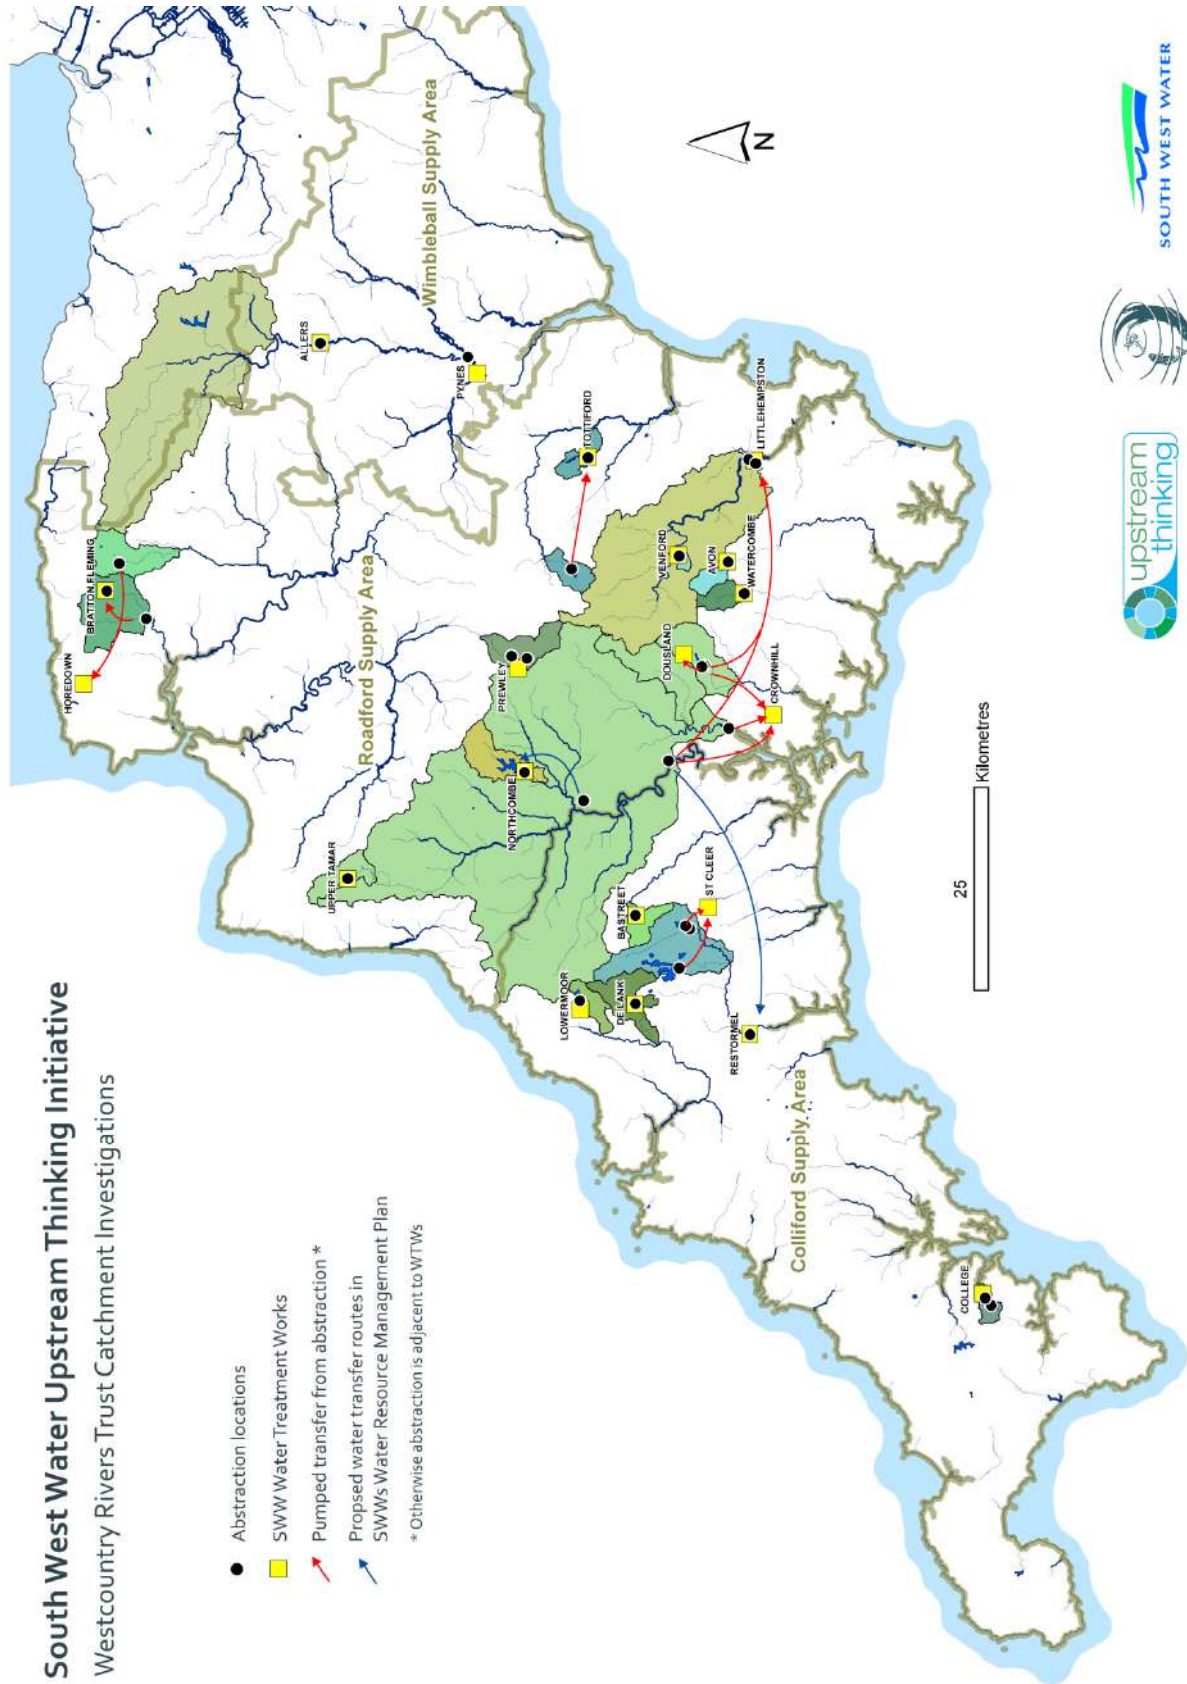 South West Water Upstream Thinking Initiative
Westcountry Rivers Trust Catchment Investigations
Abstraction locations
SWW Water Treatment Works
Pumped transfer from abstraction *
Propsed water transfer routes in
SWWs Water Resource Management Plan
* Otherwise abstraction is adjacent to WTWs
HOREDOWN
BRATTON FLEMING
ALLERS
Wimbleball Supply Area
PYNES
Roadford Supply Area
UPPER TAMAR
NORTHCOMBE
PREWLEY
TOTTIFORD
LOWERMOOR
DE LANK
BASTREET
ST CLEER
DOUSLAND
VENFORD
AVON
WATERCOMBE
LITTLEHEMPSTON
CROWNHILL
RESTORMEL
Colliford Supply Area
COLLEGE
25
Kilometres
N
upstream
thinking
SOUTH WEST WATER